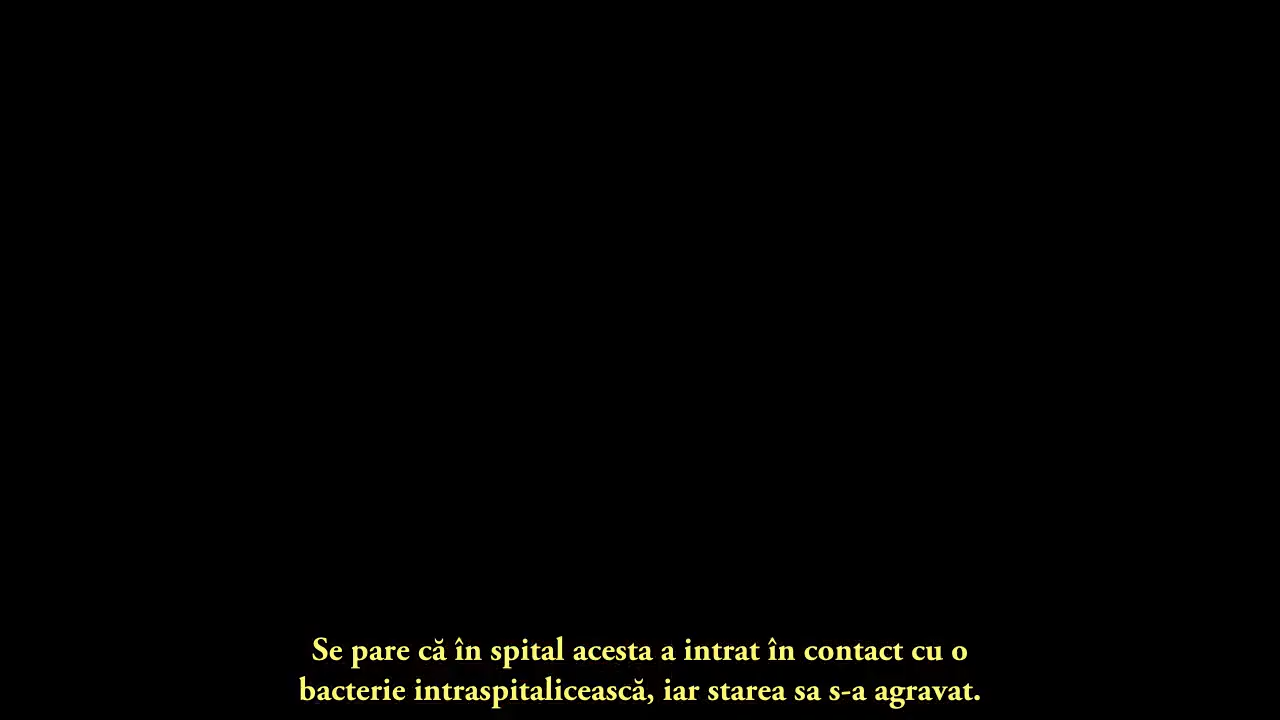 Se pare că în spital acesta a intrat în contact cu o
bacterie intraspitalicească, iar starea sa s-a agravat.